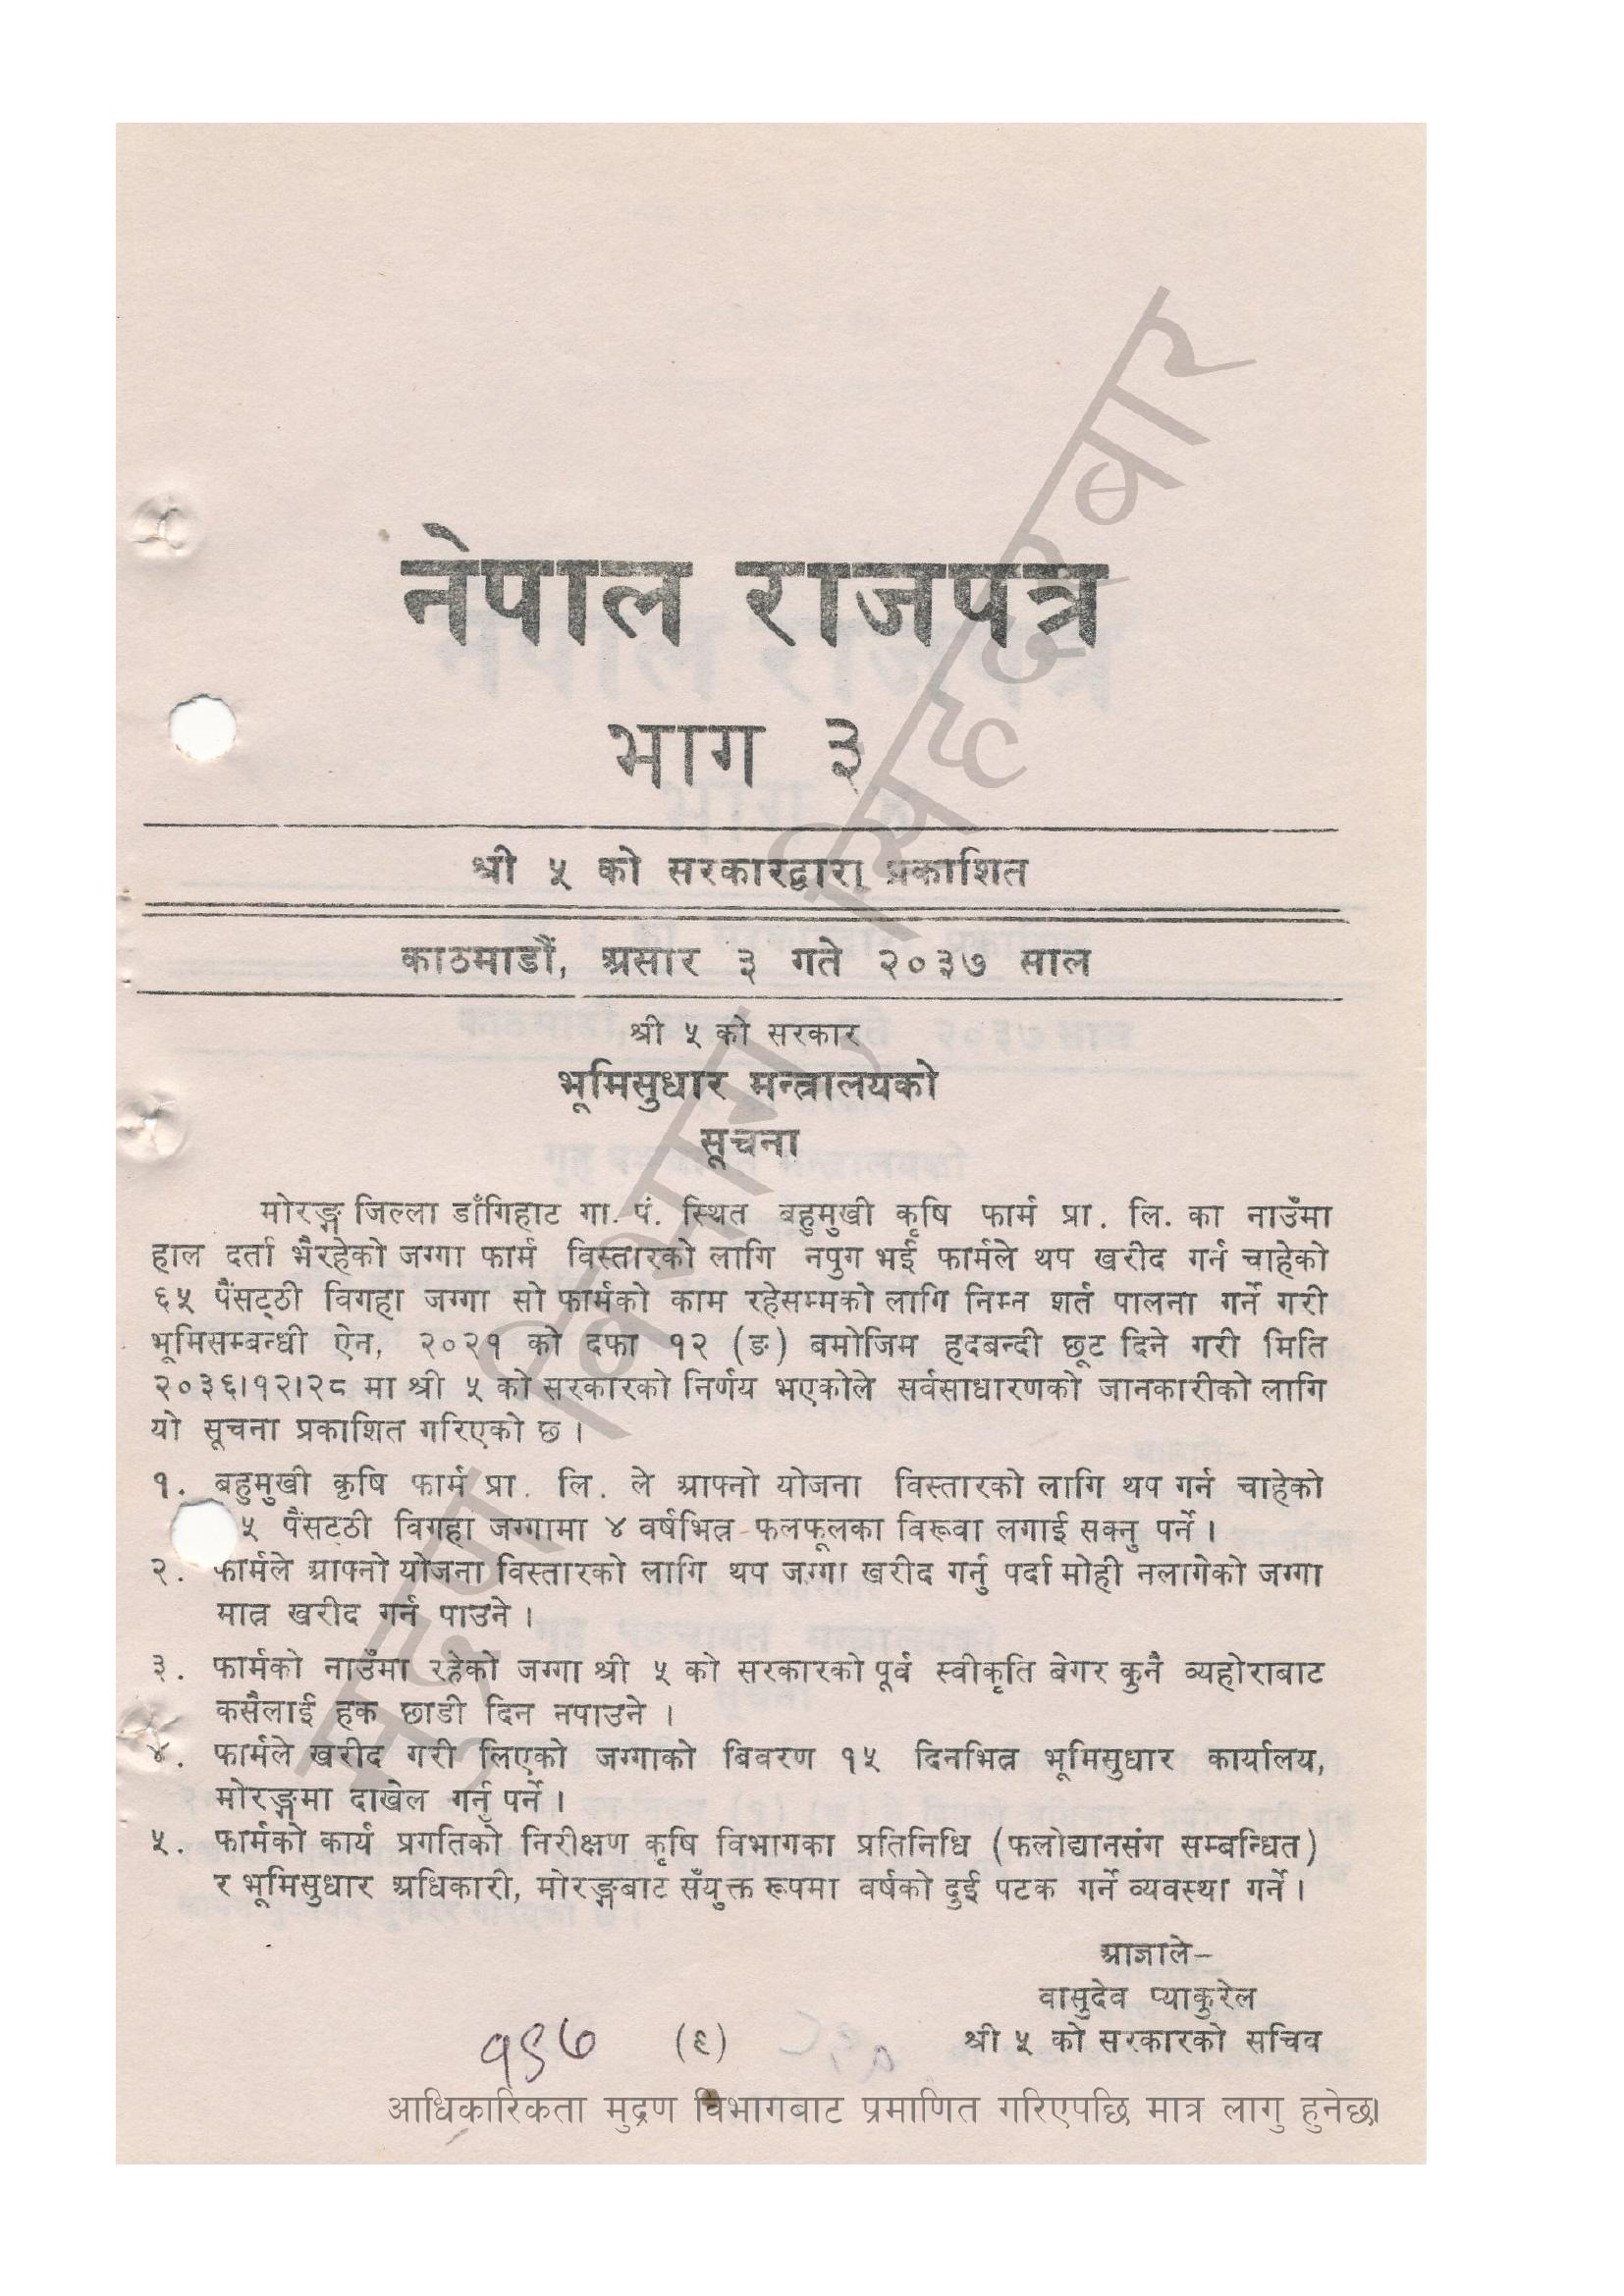 नेपाल राजपत्र
भाग ३
श्री ५ को सरकारद्वारा प्रकाशित
काठमाडौं, असार ३ गते २०३७ साल
श्री ५ को सरकार
भूमिसुधार मन्त्रालयको
सूचना
मोरङ्ग जिल्ला डाँगिहाट गा. पं. स्थित बहुमुखी कृषि फार्म प्रा. लि. का नाउँमा
हाल दर्ता भैरहेको जग्गा फार्म विस्तारको लागि नपुग भई फार्मले थप खरीद गर्न चाहेको
६५ पैंसट्ठी विगहा जग्गा सो फार्मको काम रहेसम्मको लागि निम्न शर्त पालना गर्ने गरी
भूमिसम्बन्धी ऐन, २०२१ को दफा १२ (ङ) बमोजिम हदबन्दी छूट दिने गरी मिति
२०३६।१२।२८ मा श्री ५ को सरकारको निर्णय भएकोले सर्वसाधारणको जानकारीको लागि
यो सूचना प्रकाशित गरिएको छ ।
१. बहुमुखी कृषि फार्म प्रा. लि. ले आफ्नो योजना विस्तारको लागि थप गर्न चाहेको
५ पैंसट्ठी विगहा जग्गामा ४ वर्षभित्र फलफूलका विरूवा लगाई सक्नु पर्ने ।
२. फार्मले आफ्नो योजना विस्तारको लागि थप जग्गा खरीद गर्नु पर्दा मोही नलागेको जग्गा
मात्र खरीद गर्न पाउने ।
३. फार्मको नाउँमा रहेको जग्गा श्री ५ को सरकारको पूर्व स्वीकृति बेगर कुनै व्यहोराबाट
कसैलाई हक छाडी दिन नपाउने ।
४. फार्मले खरीद गरी लिएको जग्गाको बिवरण १५ दिनभित्र भूमिसुधार कार्यालय,
मोरङ्गमा दाखेल गर्नु पर्ने ।
५. फार्मको कार्य प्रगतिको निरीक्षण कृषि विभागका प्रतिनिधि (फलोद्यानसंग सम्बन्धित)
र भूमिसुधार अधिकारी, मोरङ्गबाट सँयुक्त रूपमा वर्षको दुई पटक गर्ने व्यवस्था गर्ने ।
आज्ञाले–
वासुदेव प्याकुरेल
श्री ५ को सरकारको सचिव
१९७ (९)
आधिकारिकता मुद्रण विभागबाट प्रमाणित गरिएपछि मात्र लागु हुनेछ।
मुद्रण विभाग, सिंहदरबार